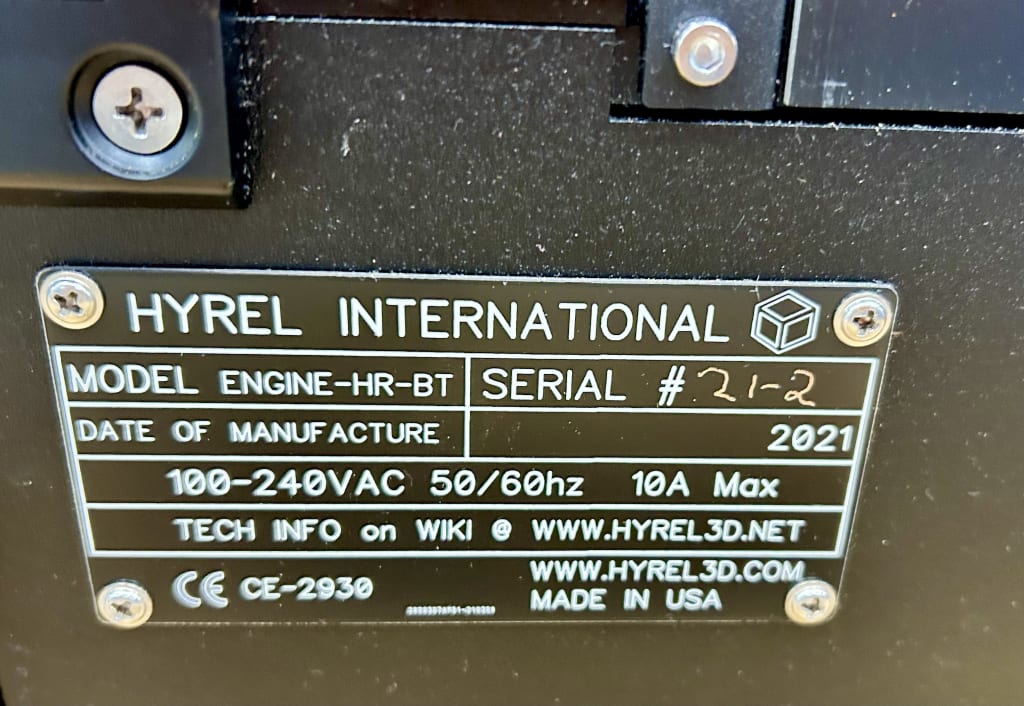 HYREL INTERNATIONAL
MODEL ENGINE-HR-BT SERIAL # 21-2
DATE OF MANUFACTURE 2021
100-240VAC 50/60hz 10A Max
TECH INFO on WIKI @ WWW.HYREL3D.NET
CE CE-2930 WWW.HYREL3D.COM
MADE IN USA